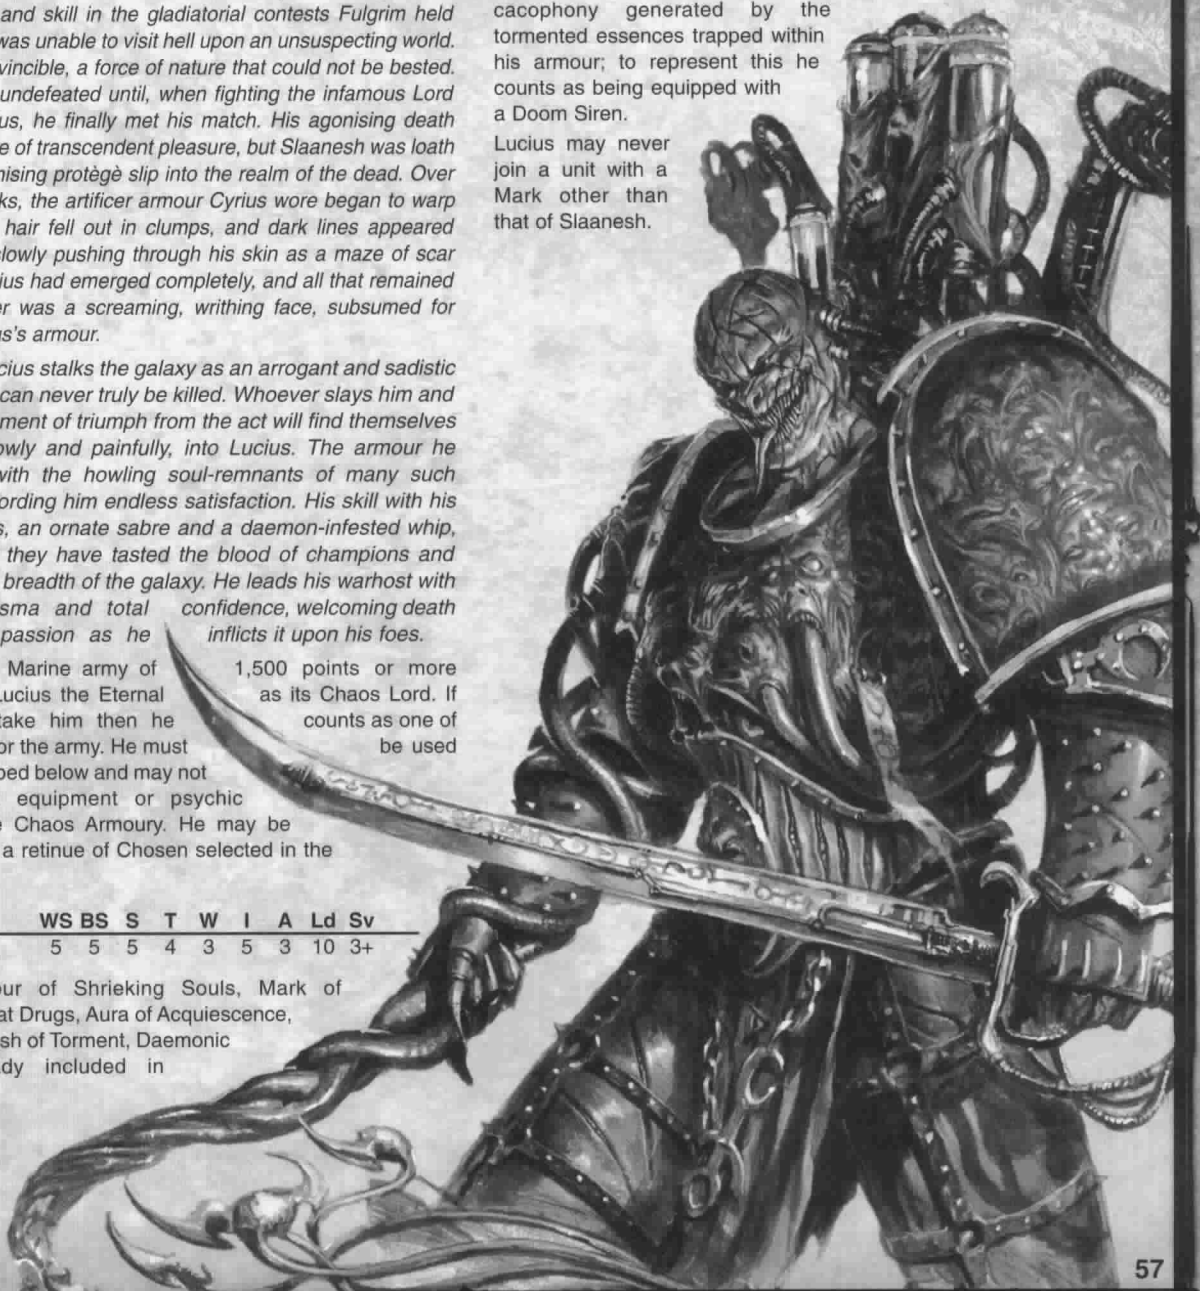 and skill in the gladiatorial contests Fulgrim held
was unable to visit hell upon an unsuspecting world.
vincible, a force of nature that could not be bested.
undefeated until, when fighting the infamous Lord
us, he finally met his match. His agonising death
e of transcendent pleasure, but Slaanesh was loath
nising protègè slip into the realm of the dead. Over
ks, the artificer armour Cyrius wore began to warp
hair fell out in clumps, and dark lines appeared
slowly pushing through his skin as a maze of scar
ius had emerged completely, and all that remained
er was a screaming, writhing face, subsumed for
s's armour.
cius stalks the galaxy as an arrogant and sadistic
can never truly be killed. Whoever slays him and
ment of triumph from the act will find themselves
owly and painfully, into Lucius. The armour he
with the howling soul-remnants of many such
ording him endless satisfaction. His skill with his
s, an ornate sabre and a daemon-infested whip,
they have tasted the blood of champions and
breadth of the galaxy. He leads his warhost with
sma and total confidence, welcoming death
passion as he inflicts it upon his foes.
Marine army of 1,500 points or more
Lucius the Eternal as its Chaos Lord. If
take him then he counts as one of
or the army. He must be used
bed below and may not
equipment or psychic
e Chaos Armoury. He may be
a retinue of Chosen selected in the
WS BS S T W I A Ld Sv
5 5 5 4 3 5 3 10 3+
our of Shrieking Souls, Mark of
at Drugs, Aura of Acquiescence,
sh of Torment, Daemonic
dy included in
cacophony generated by the
tormented essences trapped within
his armour; to represent this he
counts as being equipped with
a Doom Siren.
Lucius may never
join a unit with a
Mark other than
that of Slaanesh.
57